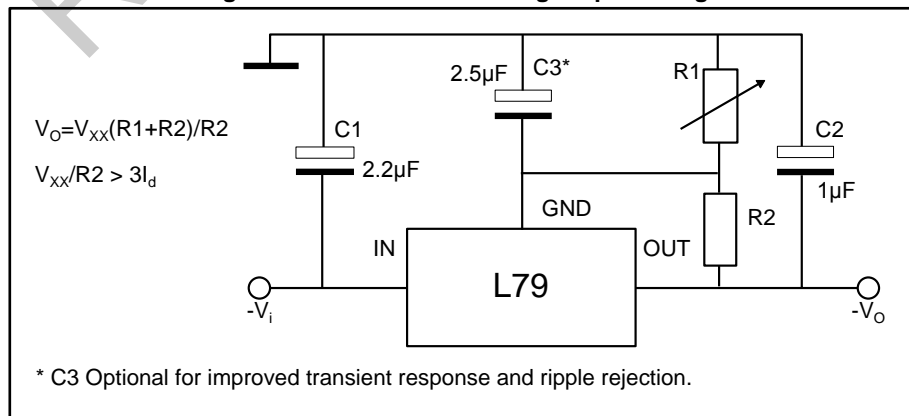 2.5µF
C3*
R1
V_O=V_XX(R1+R2)/R2
C1
C2
V_XX/R2 > 3I_d
2.2µF
1µF
GND
R2
IN
OUT
L79
-V_i
-V_O
* C3 Optional for improved transient response and ripple rejection.